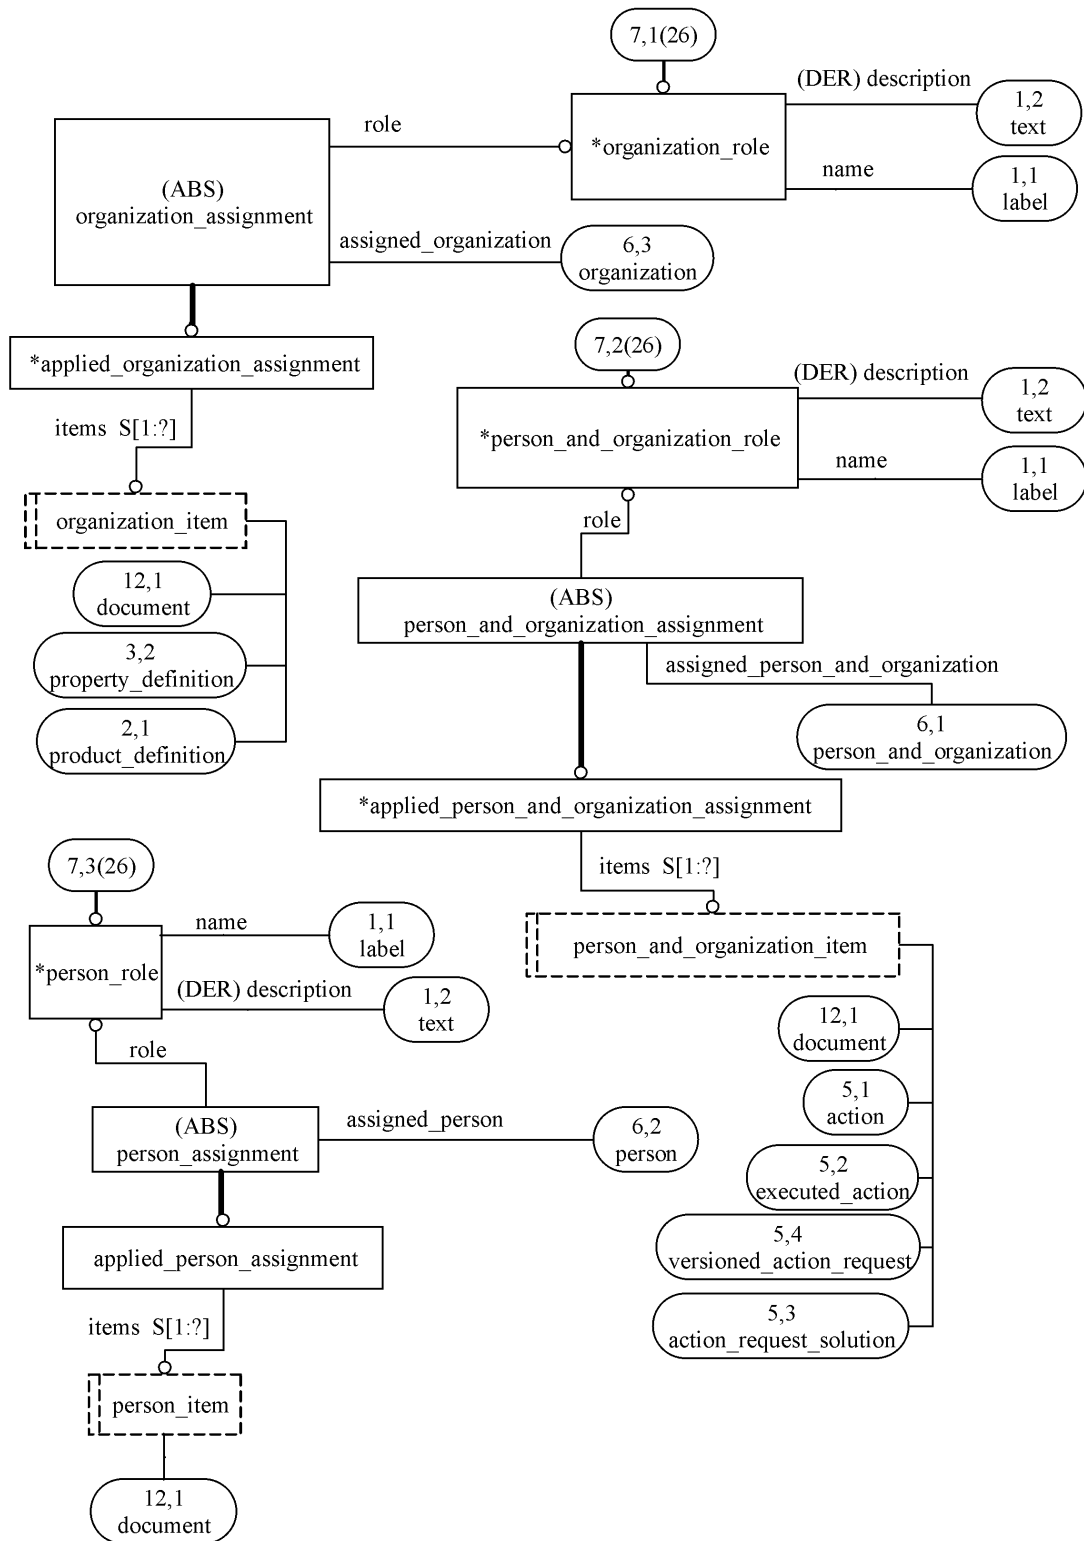 7,1(26)
(DER) description
1,2
text
role
*organization_role
name
1,1
label
(ABS)
organization_assignment
assigned_organization
6,3
organization
7,2(26)
*applied_organization_assignment
(DER) description
1,2
text
items S[1:?]
*person_and_organization_role
name
1,1
label
organization_item
role
12,1
document
(ABS)
person_and_organization_assignment
3,2
property_definition
assigned_person_and_organization
2,1
product_definition
6,1
person_and_organization
*applied_person_and_organization_assignment
7,3(26)
items S[1:?]
name
1,1
label
*person_role
person_and_organization_item
(DER) description
1,2
text
12,1
document
role
5,1
action
(ABS)
person_assignment
assigned_person
6,2
person
5,2
executed_action
applied_person_assignment
5,4
versioned_action_request
items S[1:?]
5,3
action_request_solution
person_item
12,1
document